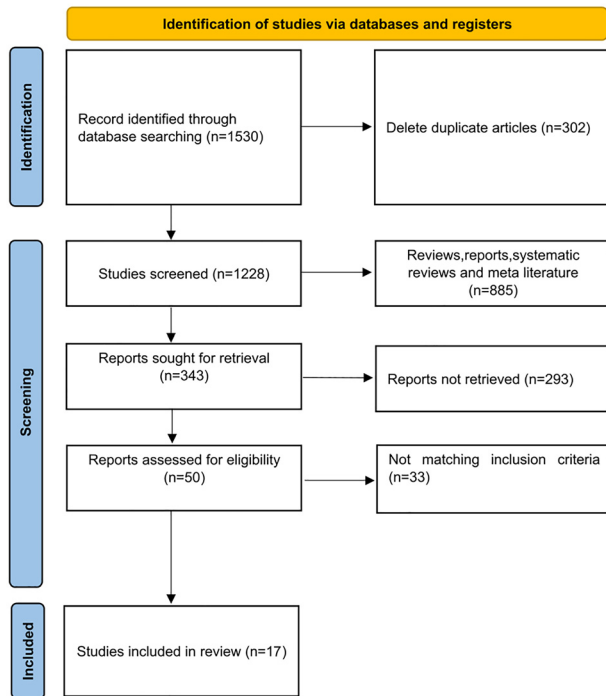 Identification of studies via databases and registers
Identification
Record identified through
database searching (n=1530)
Delete duplicate articles (n=302)
Screening
Studies screened (n=1228)
Reviews,reports,systematic
reviews and meta literature
(n=885)
Reports sought for retrieval
(n=343)
Reports not retrieved (n=293)
Reports assessed for eligibility
(n=50)
Not matching inclusion criteria
(n=33)
Included
Studies included in review (n=17)